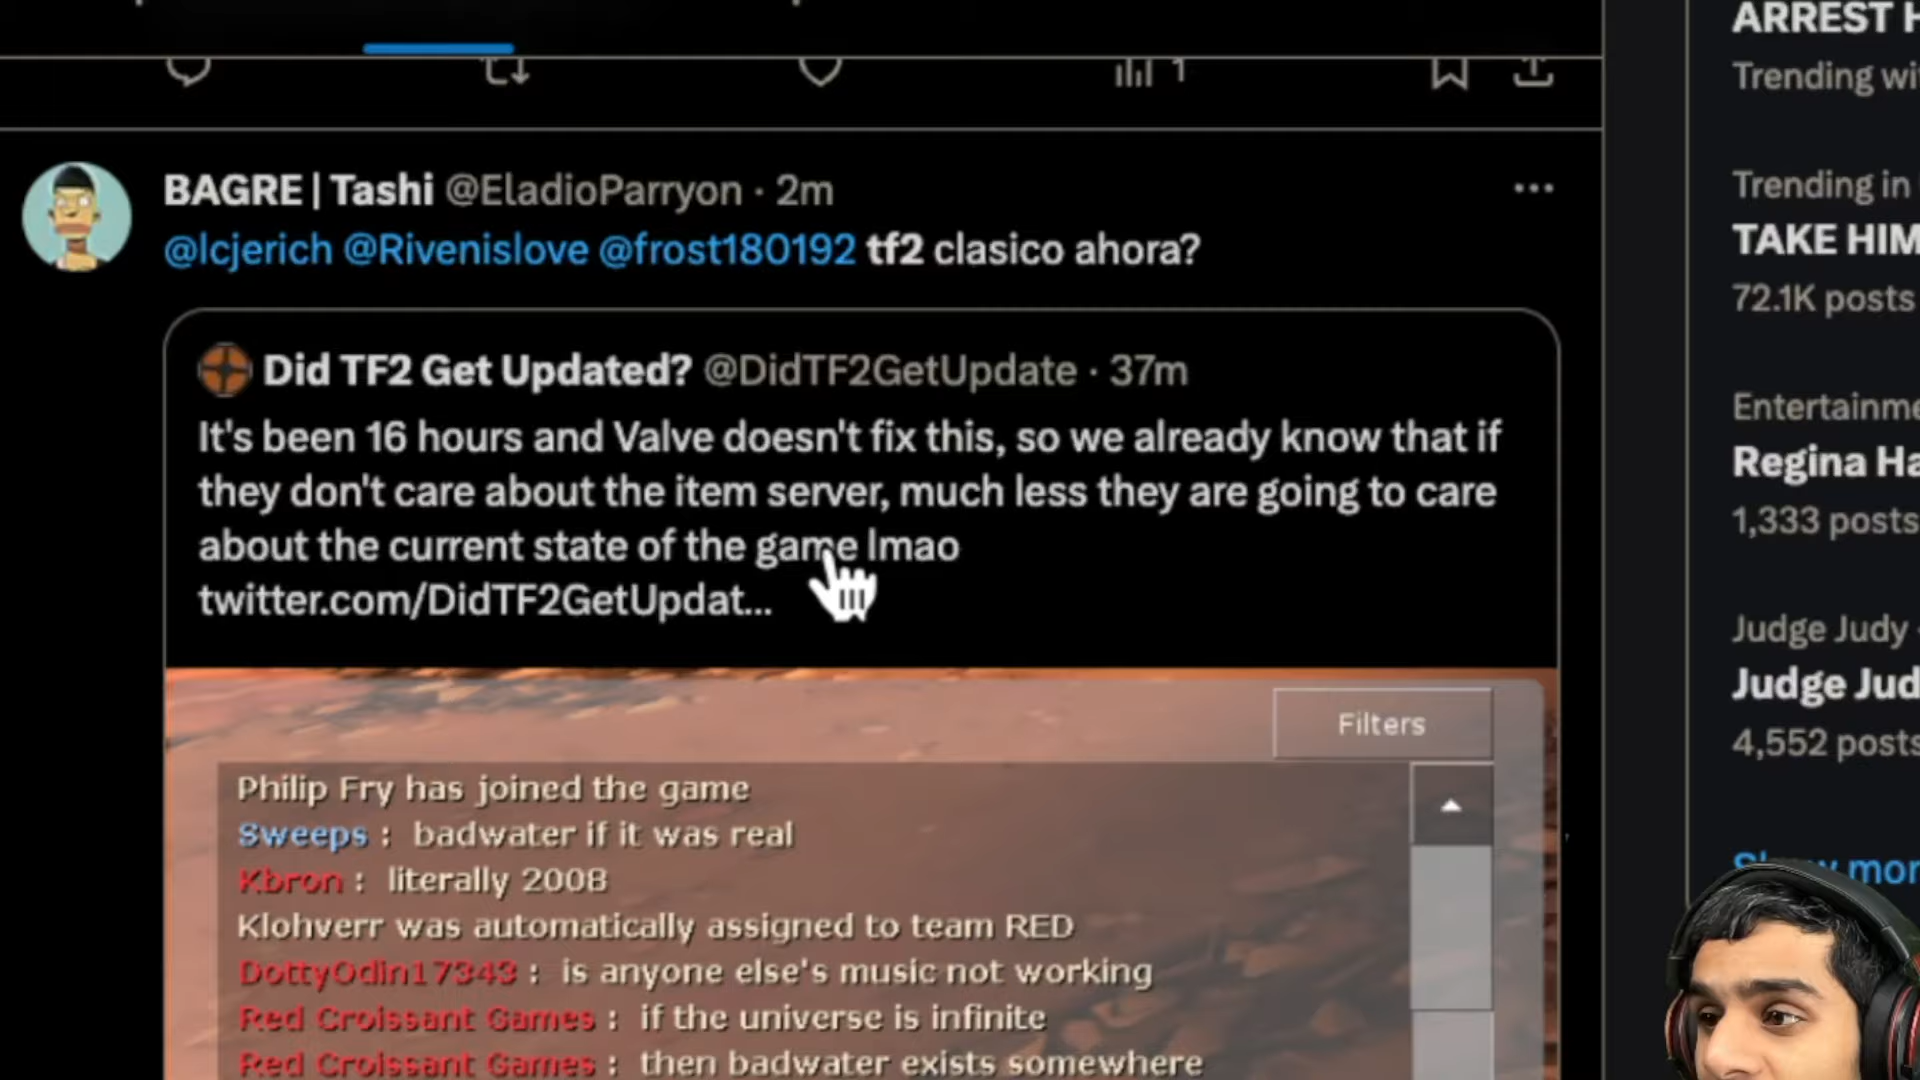 1
BAGRE | Tashi @EladioParryon · 2m
@lcjerich @Rivenislove @frost180192 tf2 clasico ahora?
Did TF2 Get Updated? @DidTF2GetUpdate · 37m
It's been 16 hours and Valve doesn't fix this, so we already know that if
they don't care about the item server, much less they are going to care
about the current state of the game lmao
twitter.com/DidTF2GetUpdat...
Filters
Philip Fry has joined the game
Sweeps : badwater if it was real
Kbron : literally 2008
Klohverr was automatically assigned to team RED
DottyOdin17343 : is anyone else's music not working
Red Croissant Games : if the universe is infinite
Red Croissant Games : then badwater exists somewhere
ARREST
Trending
Trending in
TAKE HIM
72.1K posts
Regina
1,333 posts
Judge Judy
Judge
4,552 posts